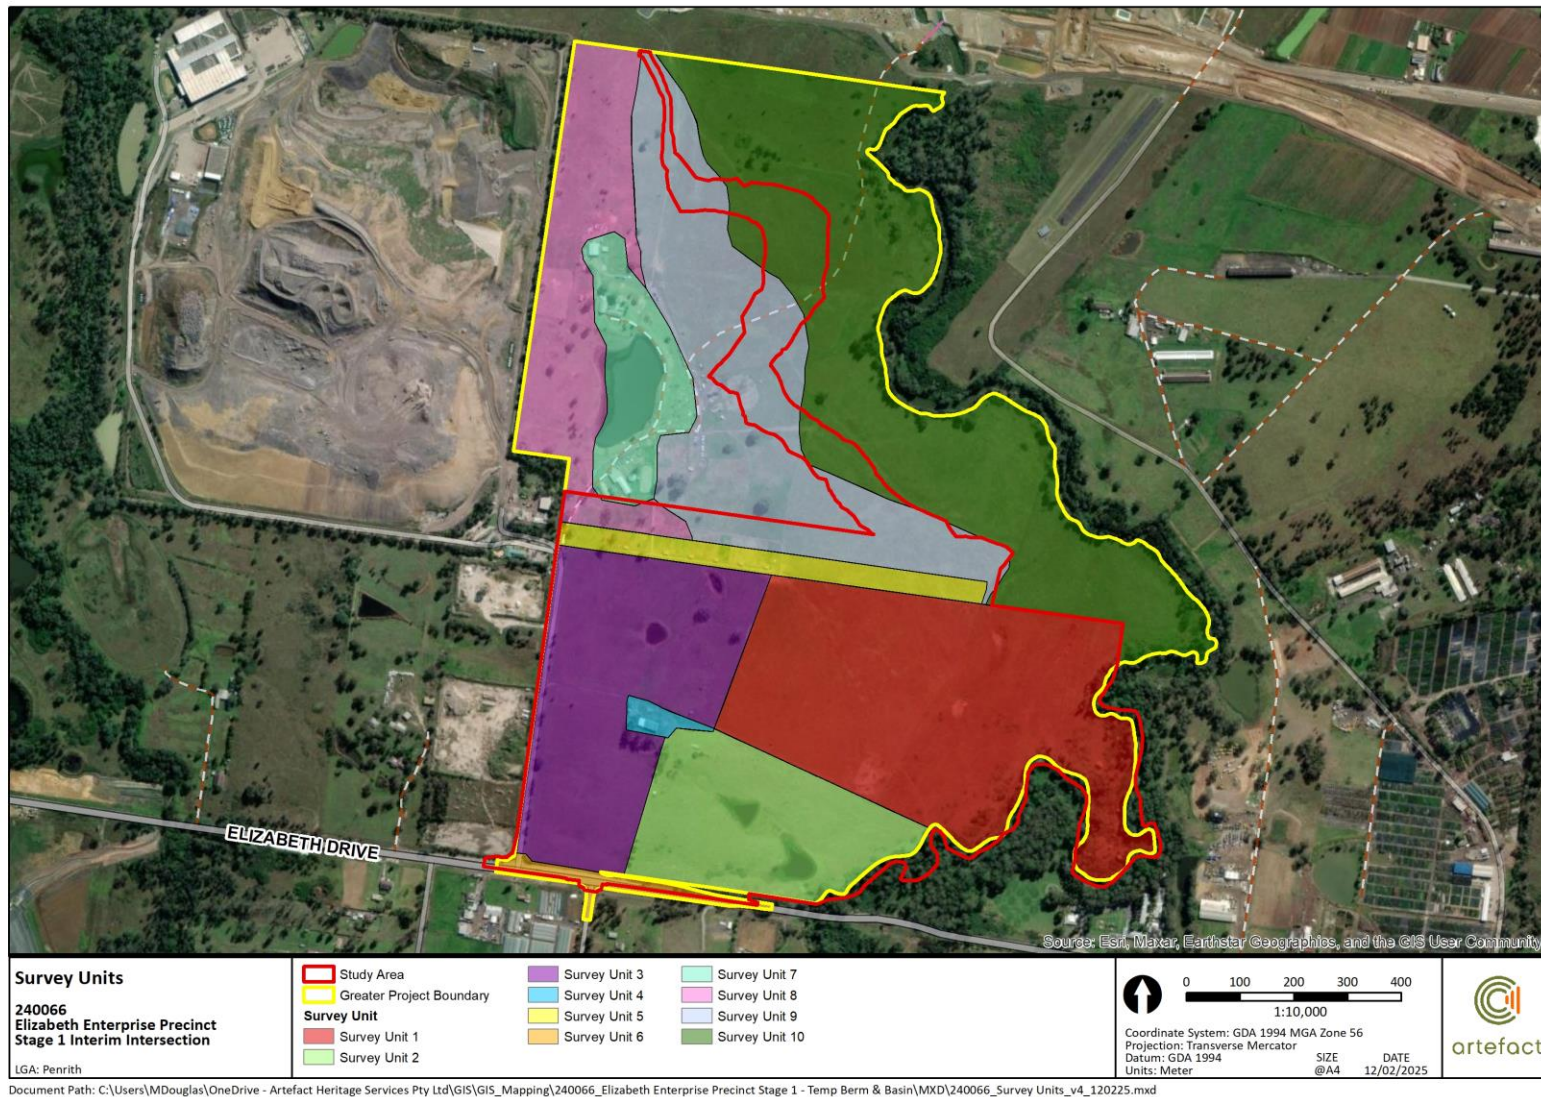 ELIZABETH DRIVE
Source: Esri, Maxar, Earthstar Geographics, and the GIS User Community
Survey Units
240066
Elizabeth Enterprise Precinct
Stage 1 Interim Intersection
LGA: Penrith
Study Area
Greater Project Boundary
Survey Unit
Survey Unit 1
Survey Unit 2
Survey Unit 3
Survey Unit 4
Survey Unit 5
Survey Unit 6
Survey Unit 7
Survey Unit 8
Survey Unit 9
Survey Unit 10
0 100 200 300 400
1:10,000
Coordinate System: GDA 1994 MGA Zone 56
Projection: Transverse Mercator
Datum: GDA 1994
Units: Meter
SIZE
@A4
DATE
12/02/2025
artefact
Document Path: C:\Users\MDouglas\OneDrive - Artefact Heritage Services Pty Ltd\GIS\GIS_Mapping\240066_Elizabeth Enterprise Precinct Stage 1 - Temp Berm & Basin\MXD\240066_Survey Units_v4_120225.mxd